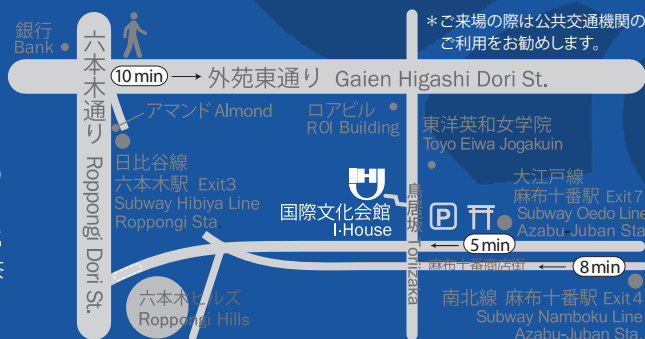 ＊ご来場の際は公共交通機関の
ご利用をお勧めします。
銀行
Bank
六本木通り Roppongi Dori St.
10 min
外苑東通り Gaien Higashi Dori St.
アマンド Almond
ロアビル
ROI Building
東洋英和女学院
Toyo Eiwa Jogakuin
日比谷線
六本木駅 Exit3
Subway Hibiya Line
Roppongi Sta.
国際文化会館
I-House
鳥居坂 Toriizaka
P
大江戸線
麻布十番駅 Exit7
Subway Oedo Line
Azabu-Juban Sta.
5 min
麻布十番商店街
8 min
六本木ヒルズ
Roppongi Hills
南北線 麻布十番駅 Exit4
Subway Namboku Line
Azabu-Juban Sta.